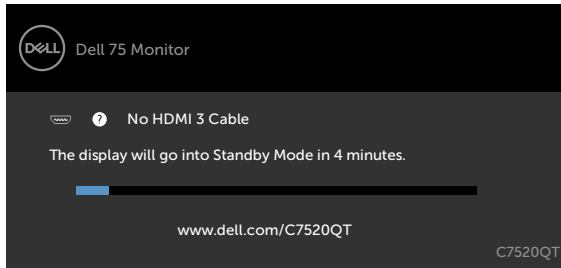 DELL Dell 75 Monitor
? No HDMI 3 Cable
The display will go into Standby Mode in 4 minutes.
www.dell.com/C7520QT
C7520QT